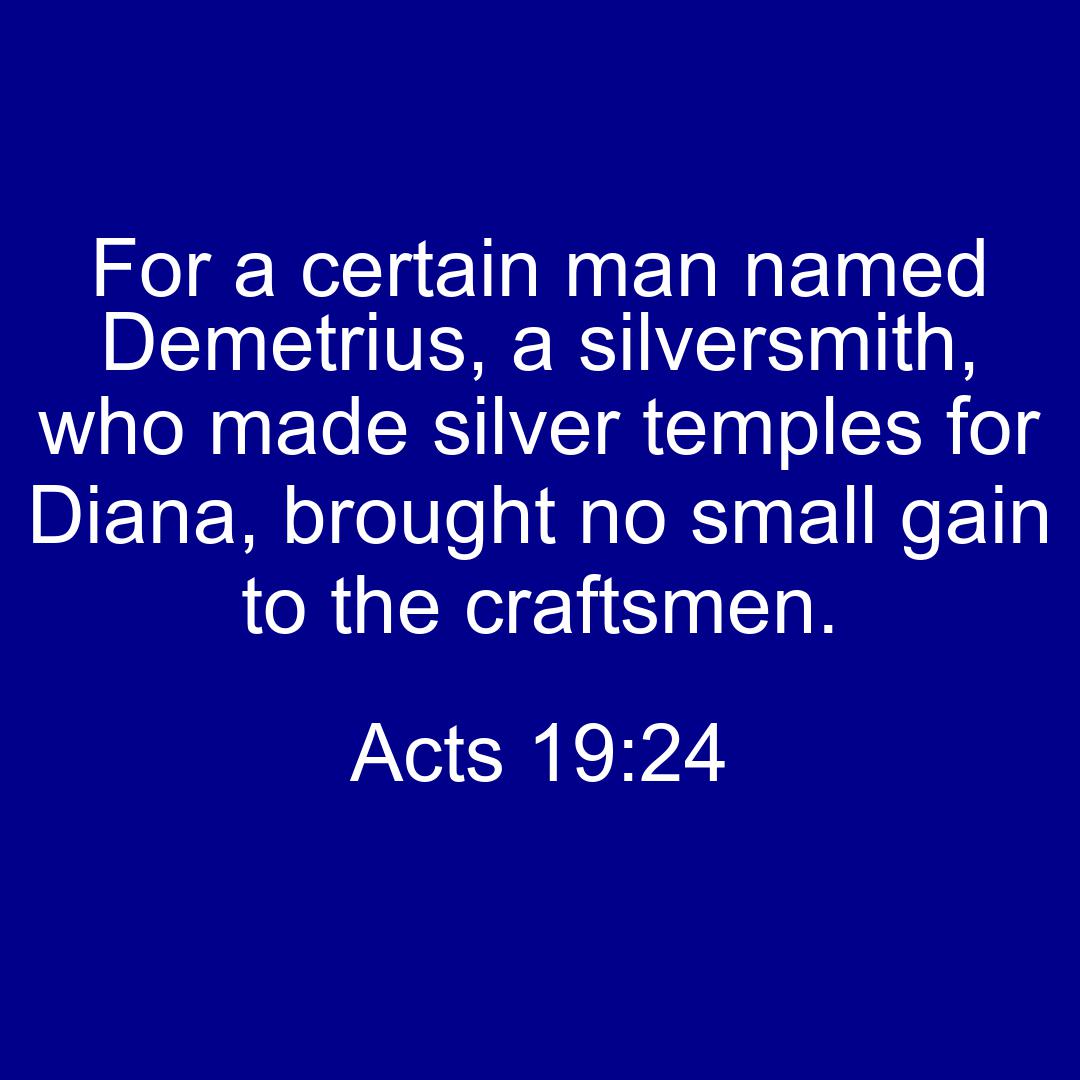 For a certain man named
Demetrius, a silversmith,
who made silver temples for
Diana, brought no small gain
to the craftsmen.
Acts 19:24